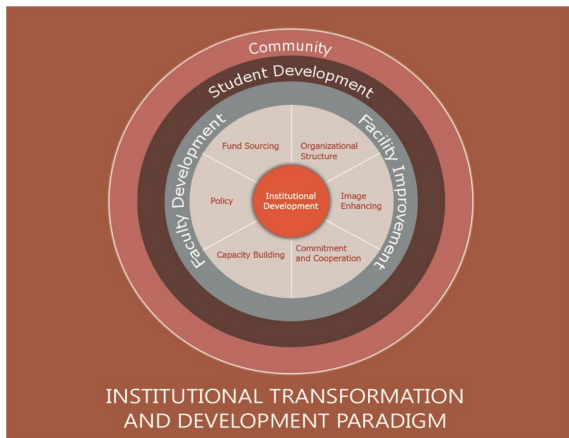 Community
Student Development
Faculty Development
Facility Improvement
Fund Sourcing
Organizational
Structure
Policy
Institutional
Development
Image
Enhancing
Capacity Building
Commitment
and Cooperation
INSTITUTIONAL TRANSFORMATION
AND DEVELOPMENT PARADIGM